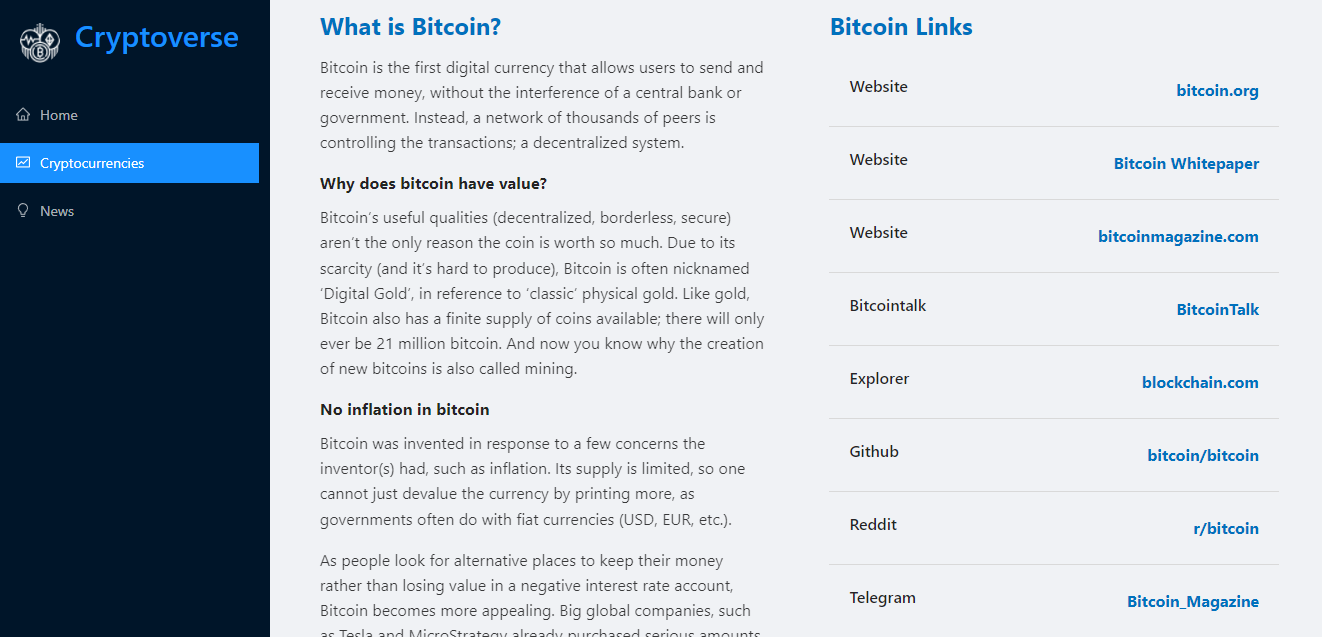 Cryptoverse
Home
Cryptocurrencies
News
What is Bitcoin?
Bitcoin is the first digital currency that allows users to send and
receive money, without the interference of a central bank or
government. Instead, a network of thousands of peers is
controlling the transactions; a decentralized system.
Why does bitcoin have value?
Bitcoin’s useful qualities (decentralized, borderless, secure)
aren’t the only reason the coin is worth so much. Due to its
scarcity (and it’s hard to produce), Bitcoin is often nicknamed
‘Digital Gold’, in reference to ‘classic’ physical gold. Like gold,
Bitcoin also has a finite supply of coins available; there will only
ever be 21 million bitcoin. And now you know why the creation
of new bitcoins is also called mining.
No inflation in bitcoin
Bitcoin was invented in response to a few concerns the
inventor(s) had, such as inflation. Its supply is limited, so one
cannot just devalue the currency by printing more, as
governments often do with fiat currencies (USD, EUR, etc.).
As people look for alternative places to keep their money
rather than losing value in a negative interest rate account,
Bitcoin becomes more appealing. Big global companies, such
as Tesla and MicroStrategy already purchased serious amounts
Bitcoin Links
Website
bitcoin.org
Website
Bitcoin Whitepaper
Website
bitcoinmagazine.com
Bitcointalk
BitcoinTalk
Explorer
blockchain.com
Github
bitcoin/bitcoin
Reddit
r/bitcoin
Telegram
Bitcoin_Magazine